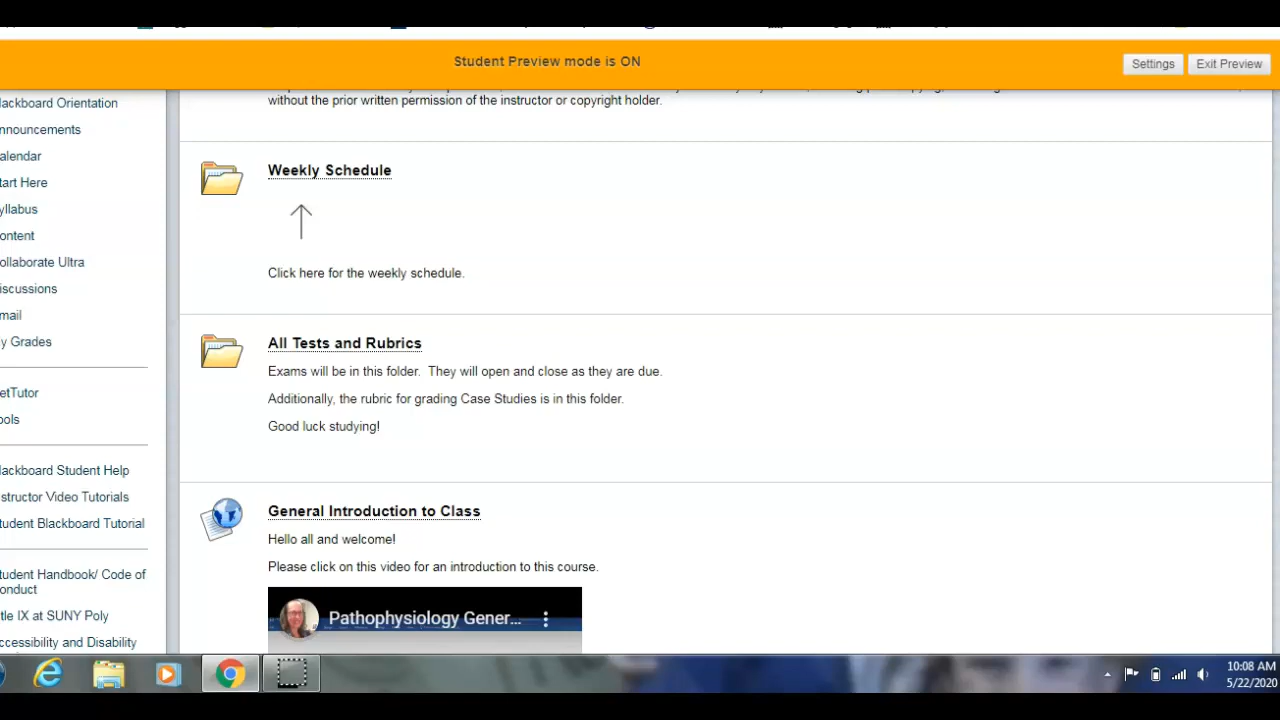 Student Preview mode is ON
Settings
Exit Preview
lackboard Orientation
nnouncements
alendar
tart Here
yllabus
ontent
ollaborate Ultra
iscussions
mail
y Grades
etTutor
ools
lackboard Student Help
structor Video Tutorials
tudent Blackboard Tutorial
tudent Handbook/ Code of
onduct
tle IX at SUNY Poly
ccessibility and Disability
without the prior written permission of the instructor or copyright holder.
Weekly Schedule
Click here for the weekly schedule.
All Tests and Rubrics
Exams will be in this folder. They will open and close as they are due.
Additionally, the rubric for grading Case Studies is in this folder.
Good luck studying!
General Introduction to Class
Hello all and welcome!
Please click on this video for an introduction to this course.
Pathophysiology Gener...
10:08 AM
5/22/2020